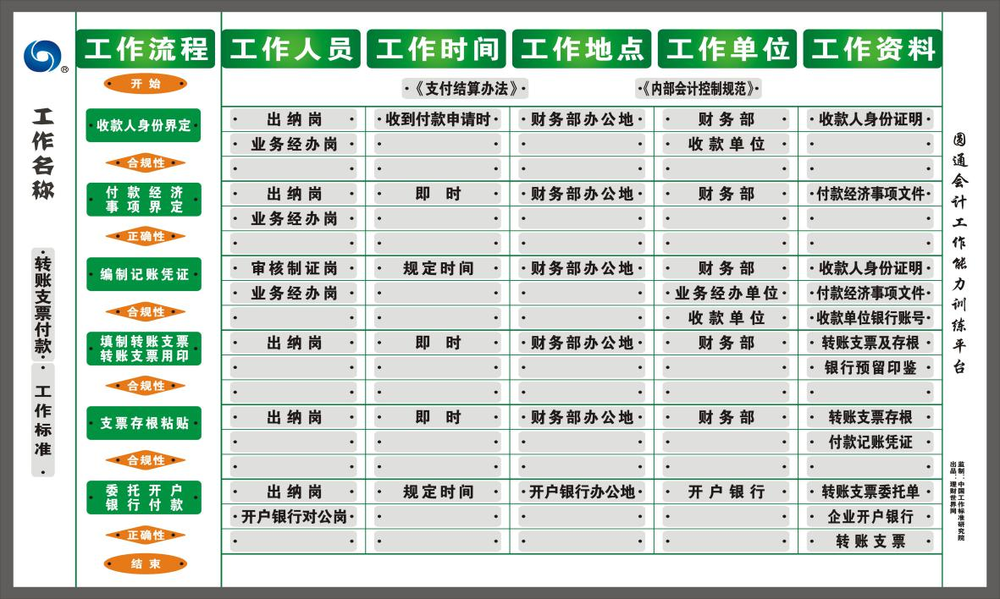 工作流程 工作人员 工作时间 工作地点 工作单位 工作资料
®
工作名称
转账支票付款
工作标准
开始
·《支付结算办法》·
·《内部会计控制规范》·
收款人身份界定
出纳岗 收到付款申请时 财务部办公地 财务部 收款人身份证明
业务经办岗 收款单位
合规性
付款经济
事项界定
出纳岗 即时 财务部办公地 财务部 付款经济事项文件
业务经办岗
正确性
编制记账凭证
审核制证岗 规定时间 财务部办公地 财务部 收款人身份证明
业务经办岗 业务经办单位 付款经济事项文件
收款单位 收款单位银行账号
合规性
填制转账支票
转账支票用印
出纳岗 即时 财务部办公地 财务部 转账支票及存根
银行预留印鉴
合规性
支票存根粘贴
出纳岗 即时 财务部办公地 财务部 转账支票存根
付款记账凭证
合规性
委托开户
银行付款
出纳岗 规定时间 开户银行办公地 开户银行 转账支票委托单
开户银行对公岗 企业开户银行
转账支票
正确性
结束
圆通会计工作能力训练平台
监制：中国工作标准研究院
出品：理财世界网